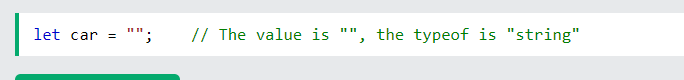 let car = "";    // The value is "", the typeof is "string"